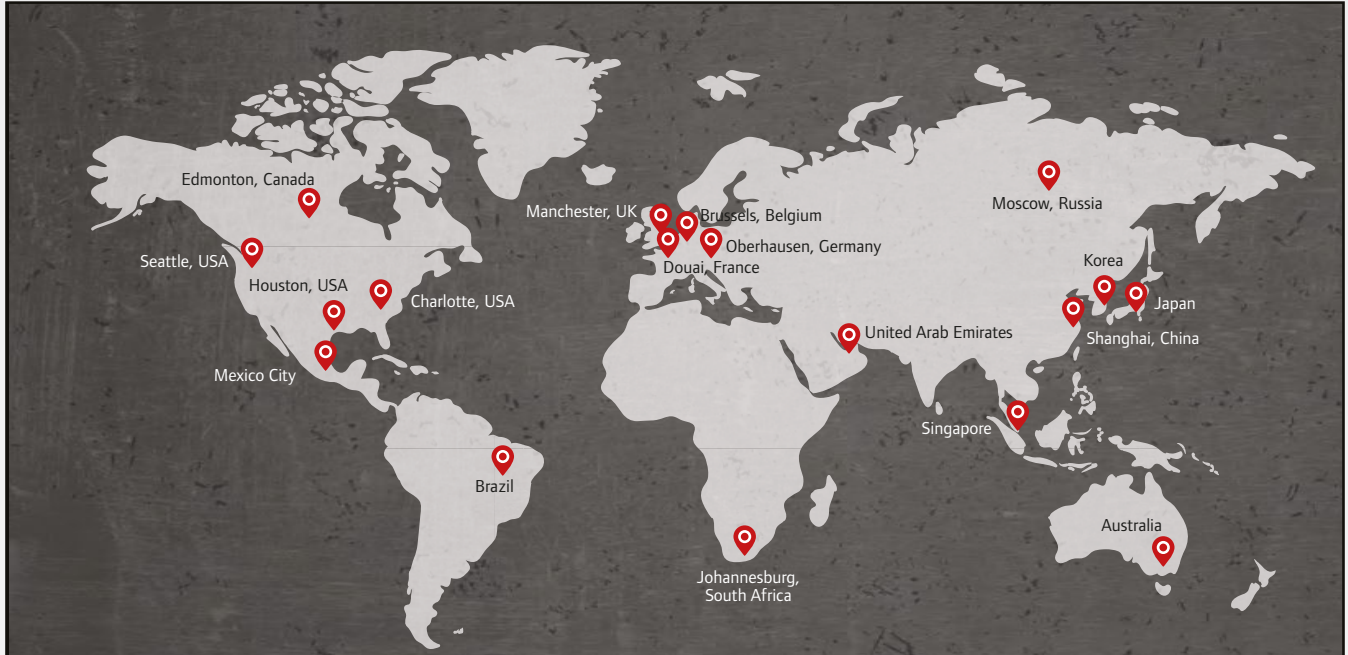 Edmonton, Canada
Moscow, Russia
Manchester, UK
Brussels, Belgium
Oberhausen, Germany
Seattle, USA
Korea
Douai, France
Houston, USA
Charlotte, USA
Japan
United Arab Emirates
Shanghai, China
Mexico City
Singapore
Brazil
Australia
Johannesburg,
South Africa